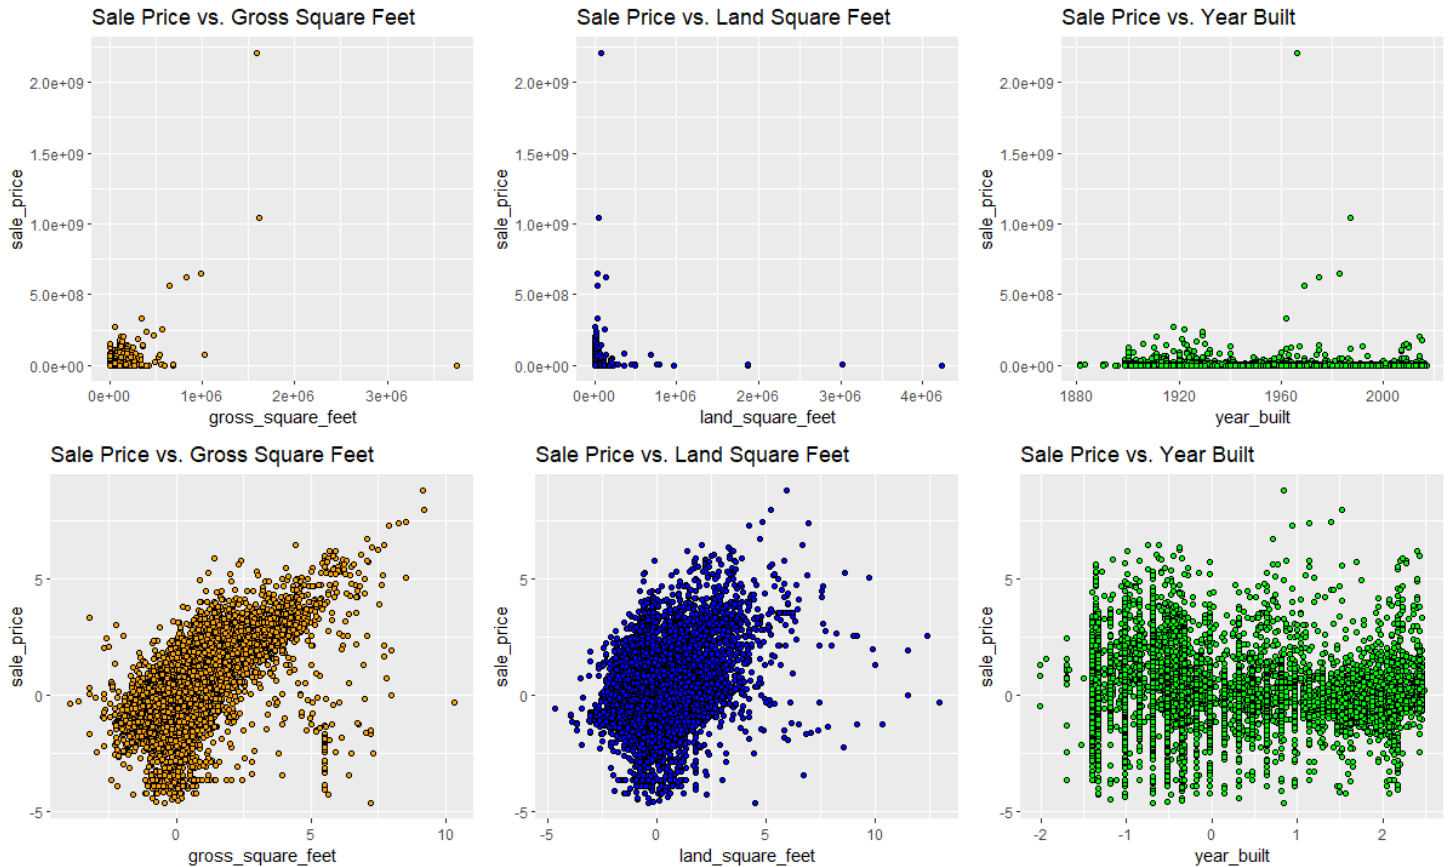 Sale Price vs. Gross Square Feet
2.0e+09
1.5e+09
1.0e+09
5.0e+08
0.0e+00
sale_price
0e+00 1e+06 2e+06 3e+06
gross_square_feet
Sale Price vs. Land Square Feet
2.0e+09
1.5e+09
1.0e+09
5.0e+08
0.0e+00
sale_price
0e+00 1e+06 2e+06 3e+06 4e+06
land_square_feet
Sale Price vs. Year Built
2.0e+09
1.5e+09
1.0e+09
5.0e+08
0.0e+00
sale_price
1880 1920 1960 2000
year_built
Sale Price vs. Gross Square Feet
5
0
-5
sale_price
0 5 10
gross_square_feet
Sale Price vs. Land Square Feet
5
0
-5
sale_price
-5 0 5 10
land_square_feet
Sale Price vs. Year Built
5
0
-5
sale_price
-2 -1 0 1 2
year_built